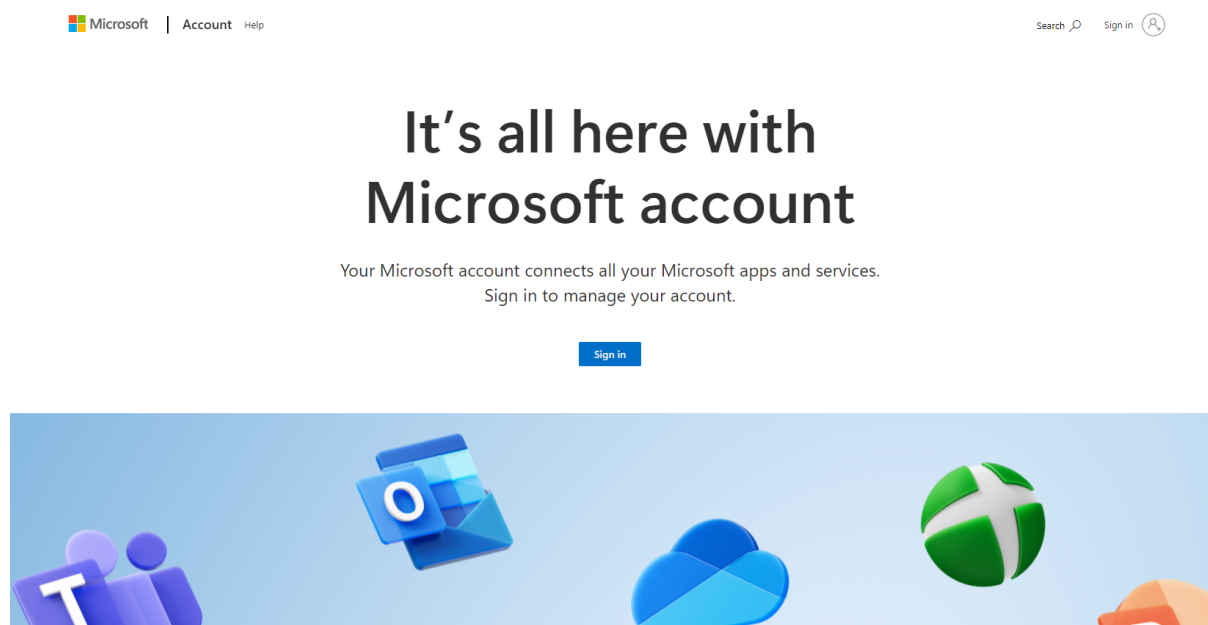 Microsoft | Account Help Search Sign in
It’s all here with
Microsoft account
Your Microsoft account connects all your Microsoft apps and services.
Sign in to manage your account.
Sign in
O
T